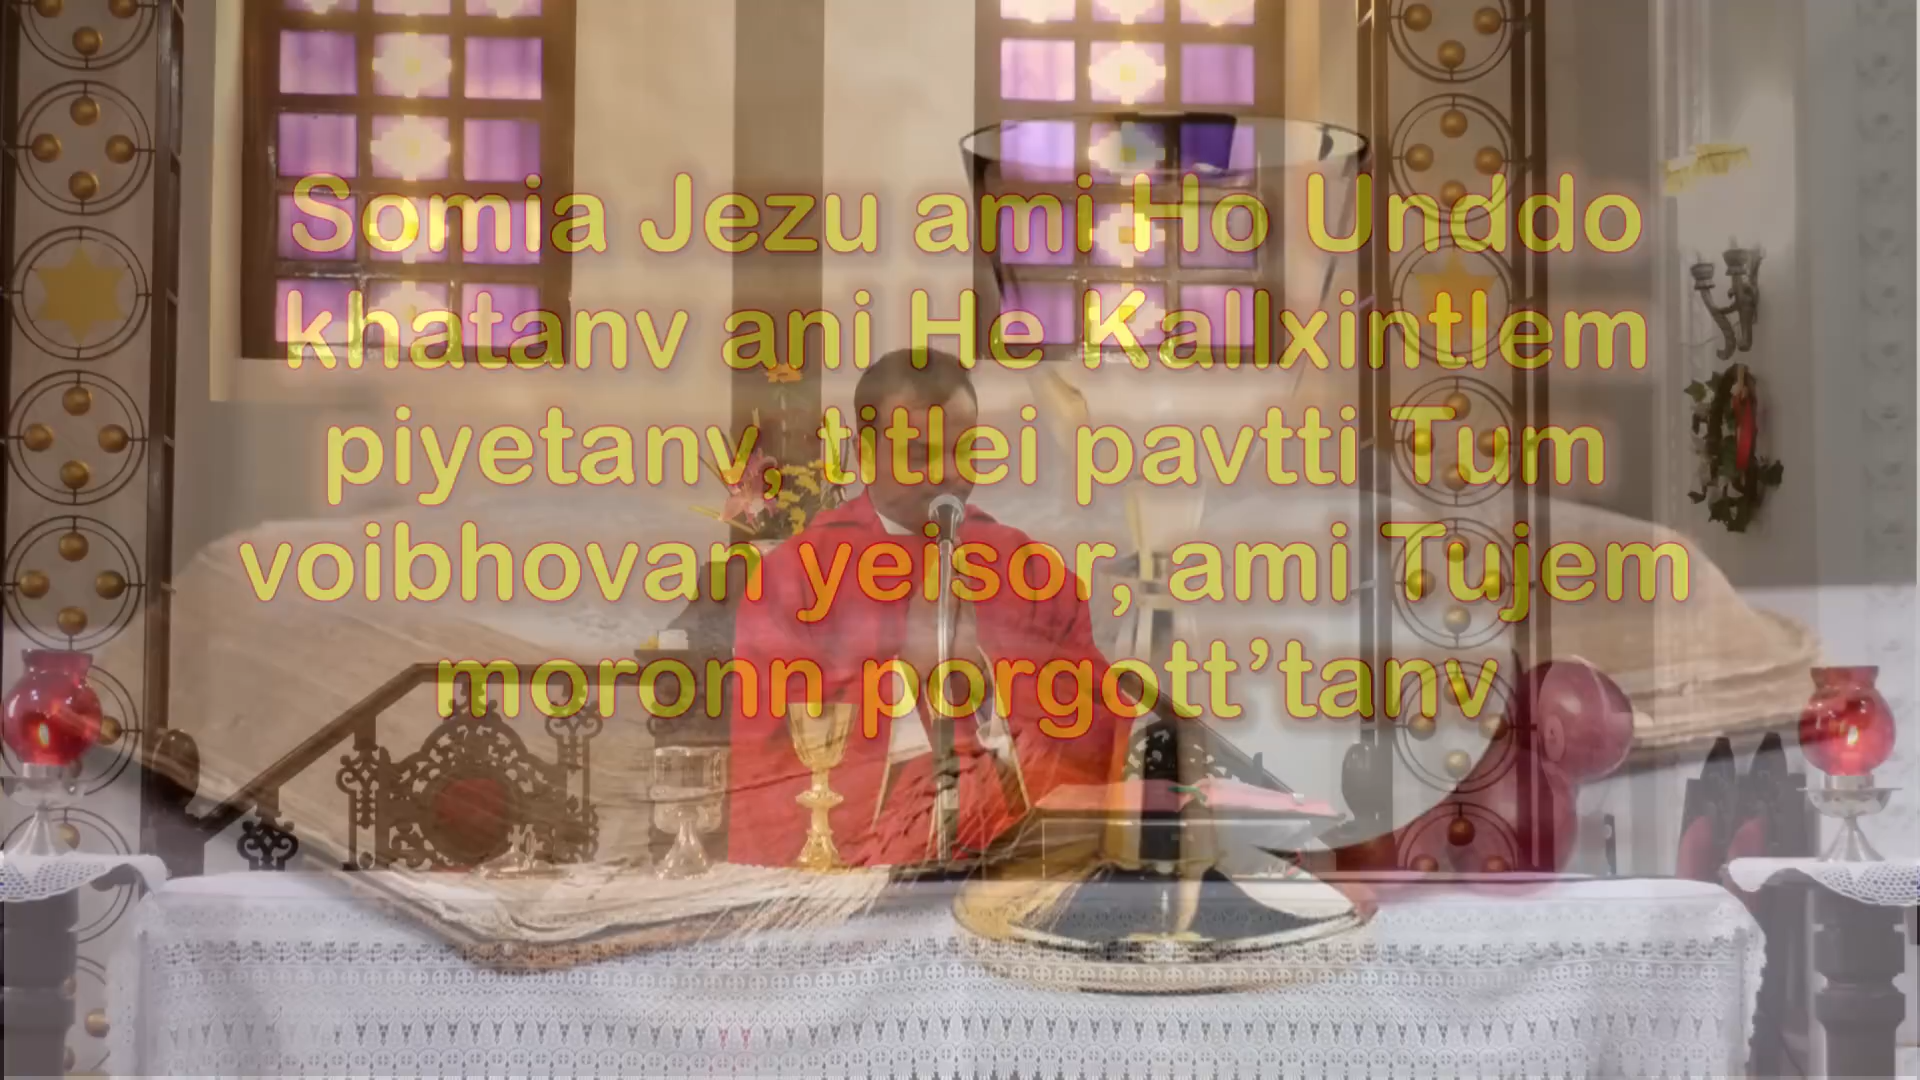 Somia Jezu ami Ho Unddo
khatanv ani He Kallxintlem
piyetanv, titlei pavtti Tum
voibhovan yeisor, ami Tujem
moronn porgott’tanv